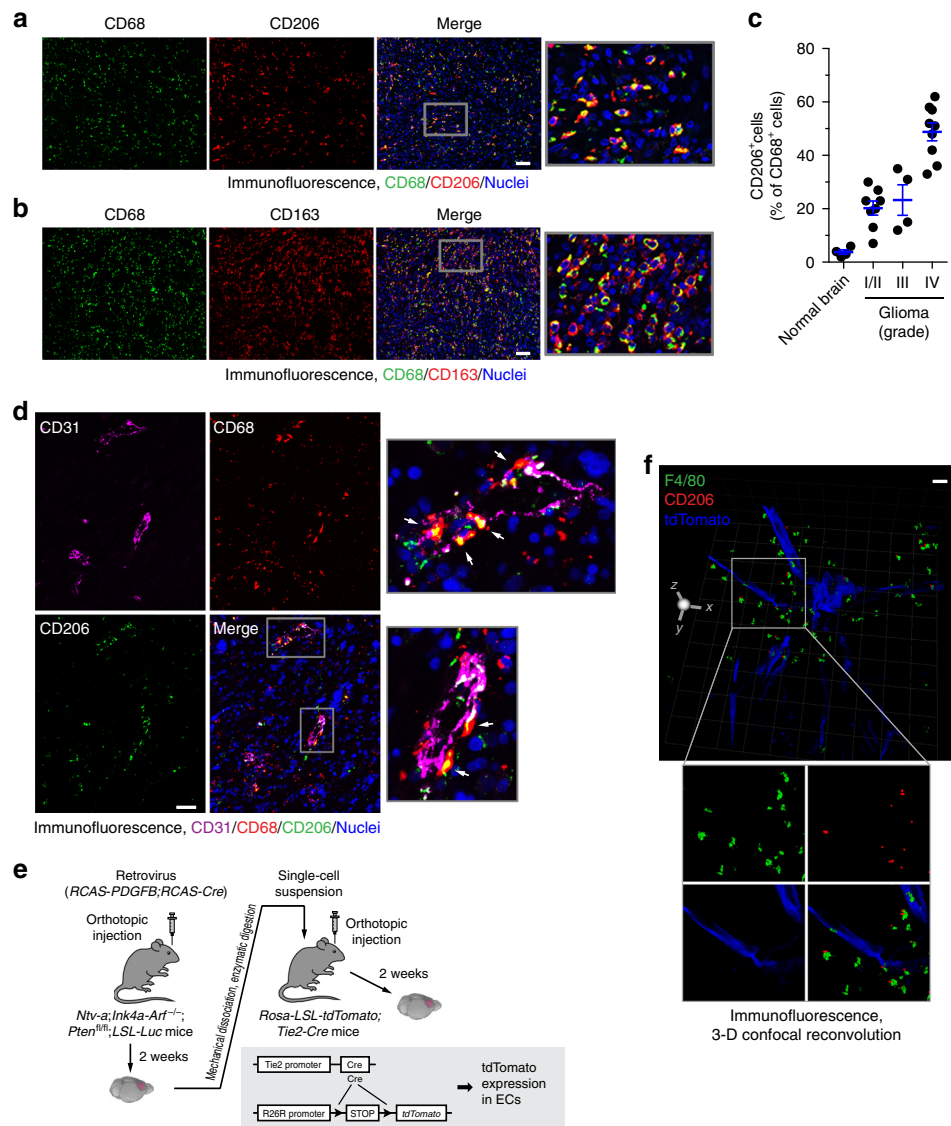 a
CD68
CD206
Merge
Immunofluorescence, CD68/CD206/Nuclei
b
CD68
CD163
Merge
Immunofluorescence, CD68/CD163/Nuclei
c
CD206⁺cells
(% of CD68⁺ cells)
80
60
40
20
0
Normal brain
I/II
III
IV
Glioma
(grade)
d
CD31
CD68
CD206
Merge
Immunofluorescence, CD31/CD68/CD206/Nuclei
e
Retrovirus
(RCAS-PDGFB;RCAS-Cre)
Orthotopic
injection
Ntv-a;Ink4a-Arf⁻/⁻;
Ptenᶠˡ/ᶠˡ;LSL-Luc mice
2 weeks
Mechanical dissociation, enzymatic digestion
Single-cell
suspension
Orthotopic
injection
2 weeks
Rosa-LSL-tdTomato;
Tie2-Cre mice
Tie2 promoter
Cre
Cre
R26R promoter
STOP
tdTomato
tdTomato
expression
in ECs
f
F4/80
CD206
tdTomato
z
x
y
Immunofluorescence,
3-D confocal reconvolution